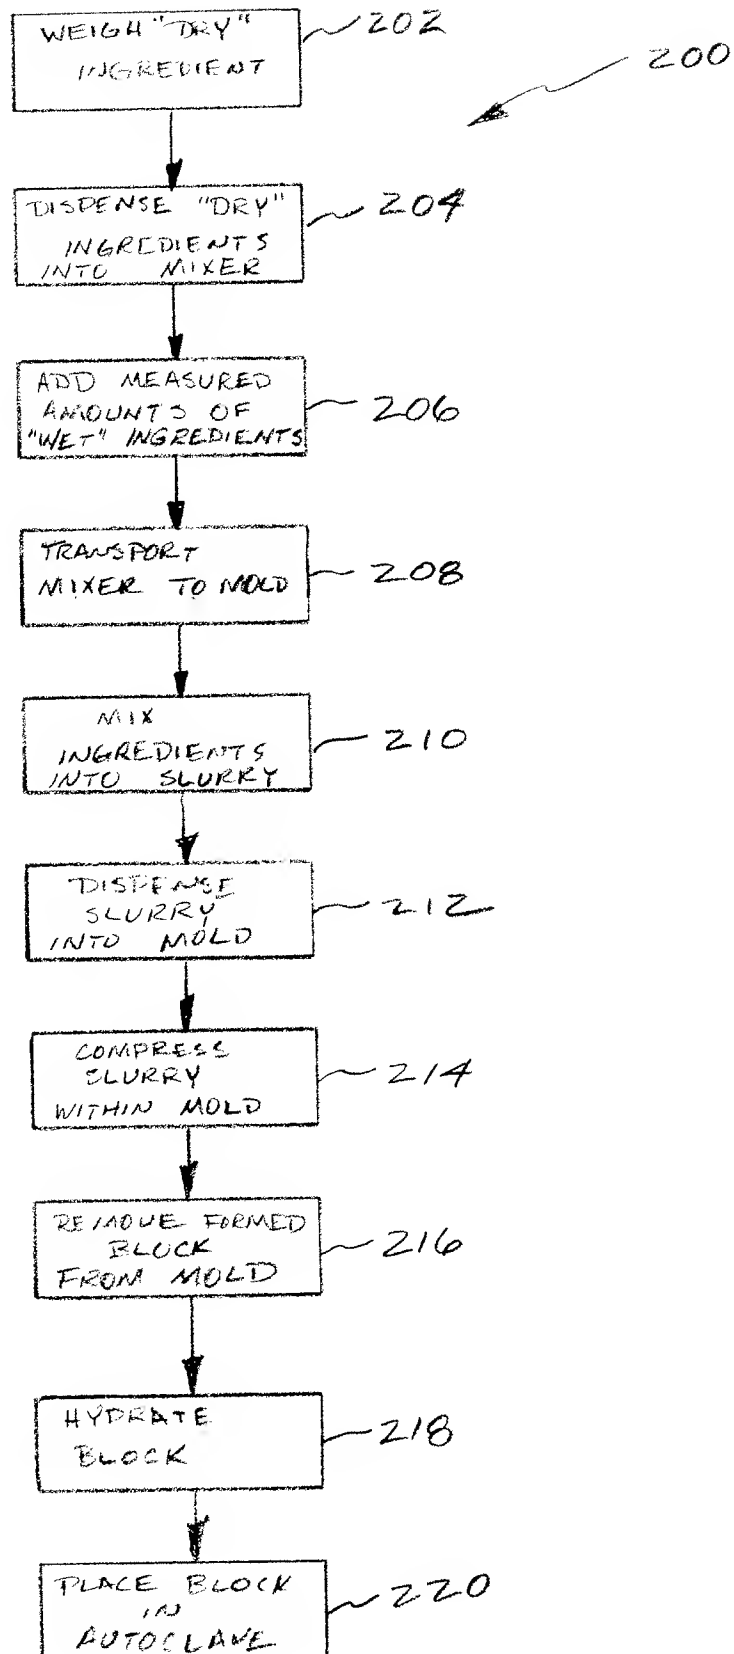 WEIGH "DRY"
INGREDIENT
202
200
DISPENSE "DRY"
INGREDIENTS
INTO MIXER
204
ADD MEASURED
AMOUNTS OF
"WET" INGREDIENTS
206
TRANSPORT
MIXER TO MOLD
208
MIX
INGREDIENTS
INTO SLURRY
210
DISPENSE
SLURRY
INTO MOLD
212
COMPRESS
SLURRY
WITHIN MOLD
214
REMOVE FORMED
BLOCK
FROM MOLD
216
HYDRATE
BLOCK
218
PLACE BLOCK
IN
AUTOCLAVE
220